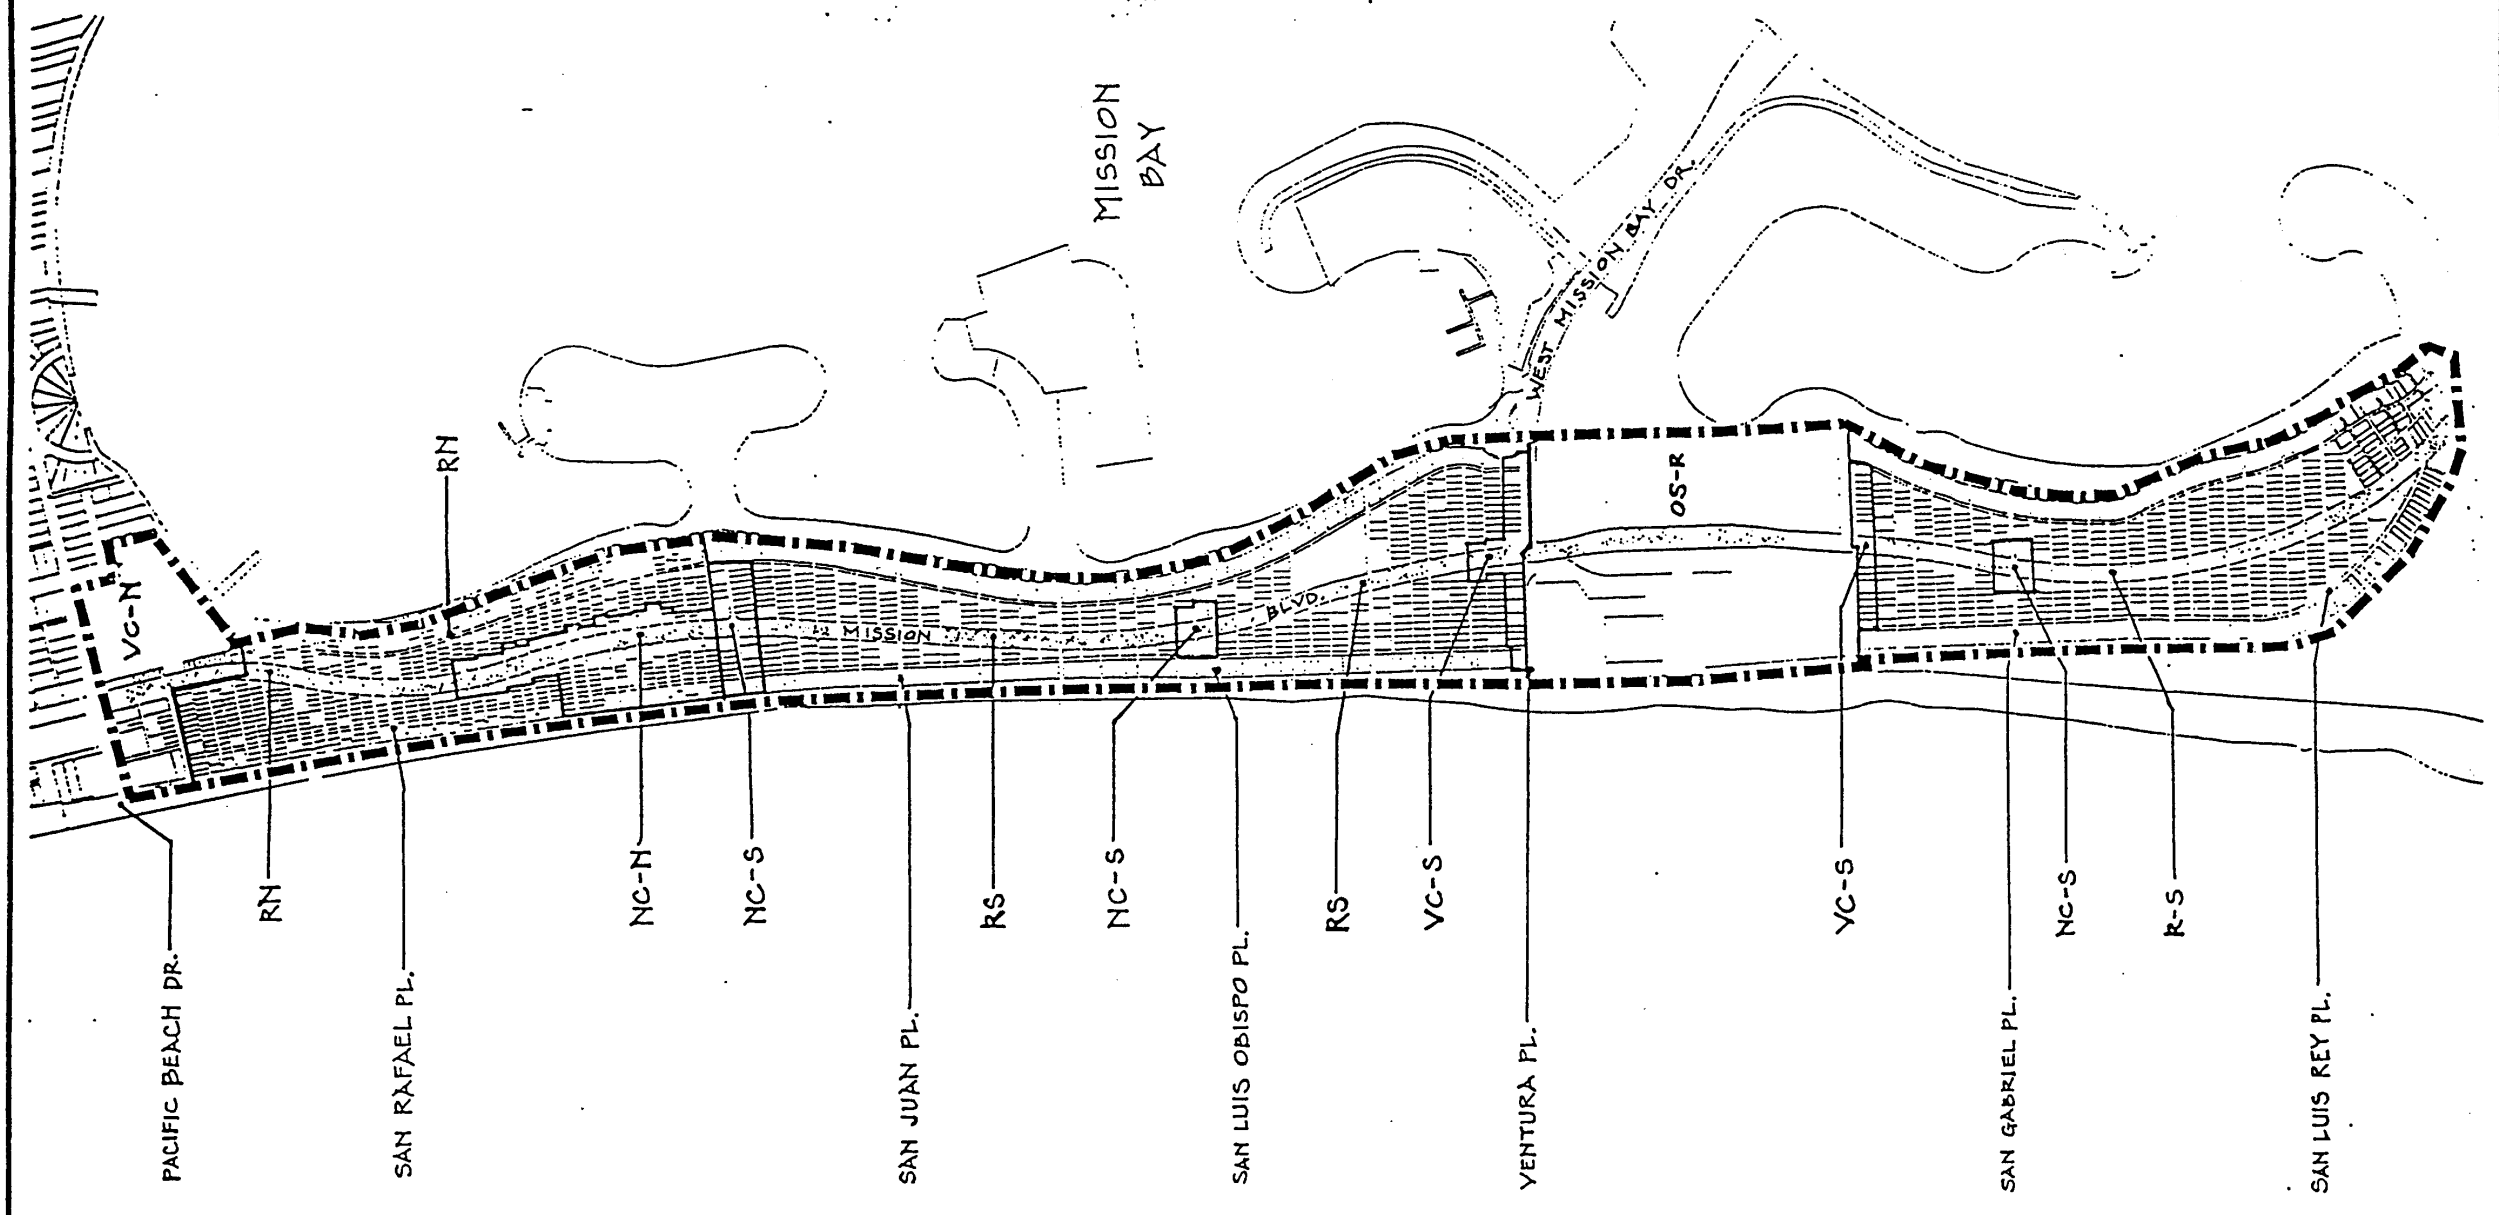 MISSION
BAY
WEST MISSION BAY DR.
RN
VC-N
OS-R
MISSION BLVD.
RN
NC-N
NC-S
RS
NC-S
RS
VC-S
VC-S
NC-S
R-S
PACIFIC BEACH DR.
SAN RAFAEL PL.
SAN JUAN PL.
SAN LUIS OBISPO PL.
VENTURA PL.
SAN GABRIEL PL.
SAN LUIS REY PL.